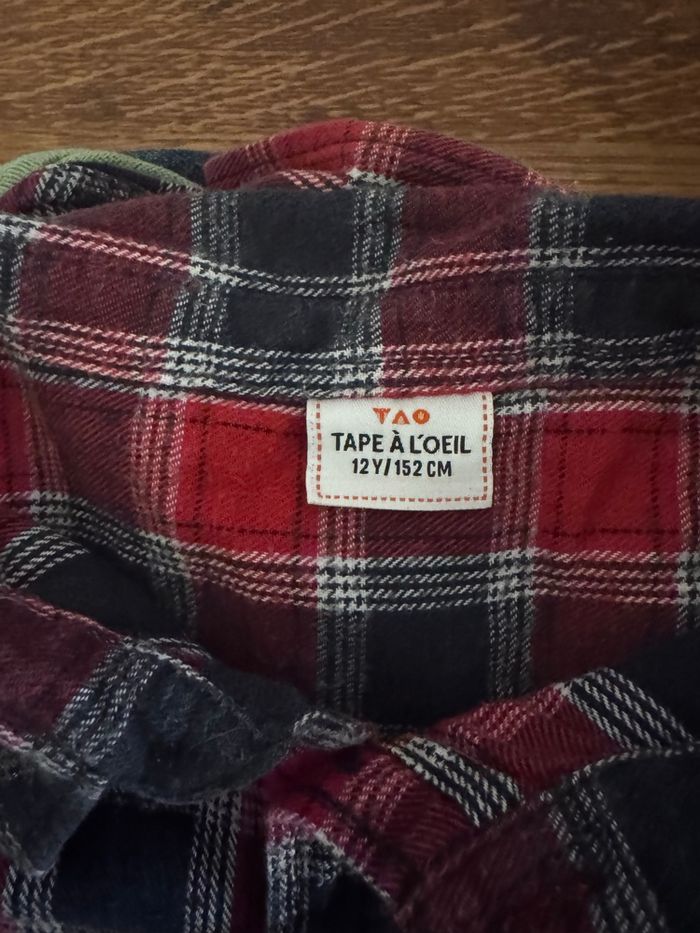 TAO
TAPE À L'OEIL
12Y/152 CM